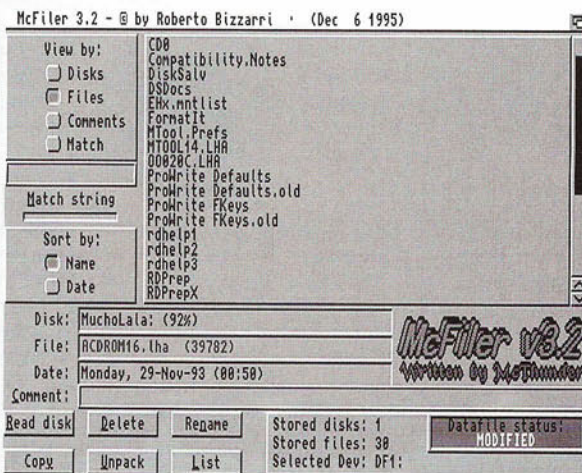 McFiler 3.2 - © by Roberto Bizzarri · (Dec 6 1995)
View by:
Disks
Files
Comments
Match
Match string
Sort by:
Name
Date
CD0
Compatibility.Notes
DiskSalv
DSDocs
EHx.mntlist
FormatIt
MTool.Prefs
MTOOL14.LHA
OO020C.LHA
ProWrite Defaults
ProWrite Defaults.old
ProWrite FKeys
ProWrite FKeys.old
rdhelp1
rdhelp2
rdhelp3
RDPrep
RDPrepX
Disk: MuchoLala: (92%)
File: ACDROM16.lha (39782)
Date: Monday, 29-Nov-93 (00:50)
Comment:
McFiler v3.2
Written by McThunder
Read disk
Delete
Rename
Copy
Unpack
List
Stored disks: 1
Stored files: 30
Selected Dev: DF1:
Datafile status:
MODIFIED